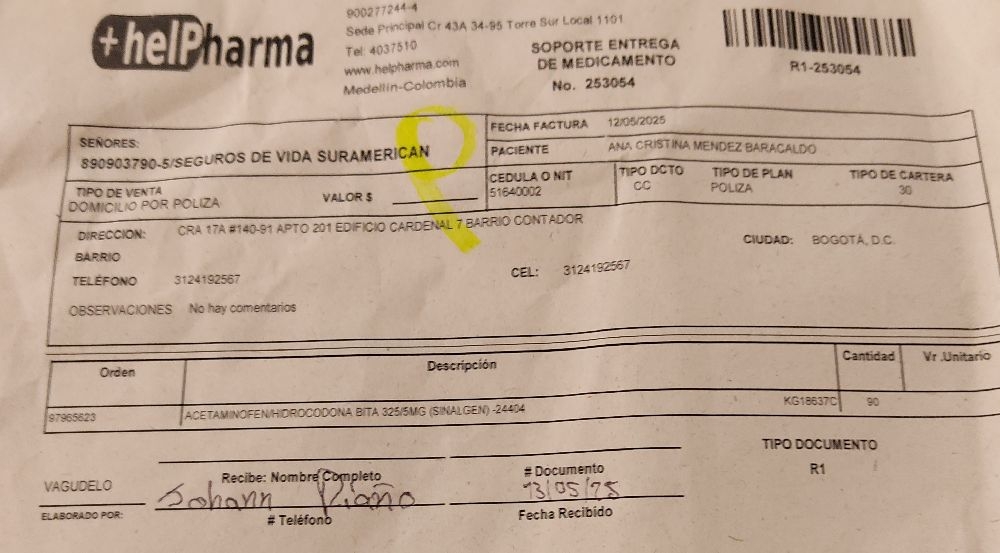 +helPharma
900277244-4
Sede Principal Cr 43A 34-95 Torre Sur Local 1101
Tel: 4037510
www.helpharma.com
Medellín-Colombia
SOPORTE ENTREGA
DE MEDICAMENTO
No. 253054
R1-253054
SEÑORES:
890903790-5/SEGUROS DE VIDA SURAMERICAN
FECHA FACTURA 12/05/2025
PACIENTE ANA CRISTINA MENDEZ BARACALDO
TIPO DE VENTA
DOMICILIO POR POLIZA
VALOR $
CEDULA O NIT
51640002
TIPO DCTO
CC
TIPO DE PLAN
POLIZA
TIPO DE CARTERA
30
DIRECCION: CRA 17A #140-91 APTO 201 EDIFICIO CARDENAL 7 BARRIO CONTADOR
BARRIO
CIUDAD: BOGOTÁ, D.C.
TELÉFONO 3124192567
CEL: 3124192567
OBSERVACIONES No hay comentarios
Orden Descripción Cantidad Vr .Unitario
97965623 ACETAMINOFEN/HIDROCODONA BITA 325/5MG (SINALGEN) -24404 KG18637C 90
TIPO DOCUMENTO
R1
Recibe: Nombre Completo
# Documento
VAGUDELO
Johann
13/05/25
ELABORADO POR:
# Teléfono
Fecha Recibido